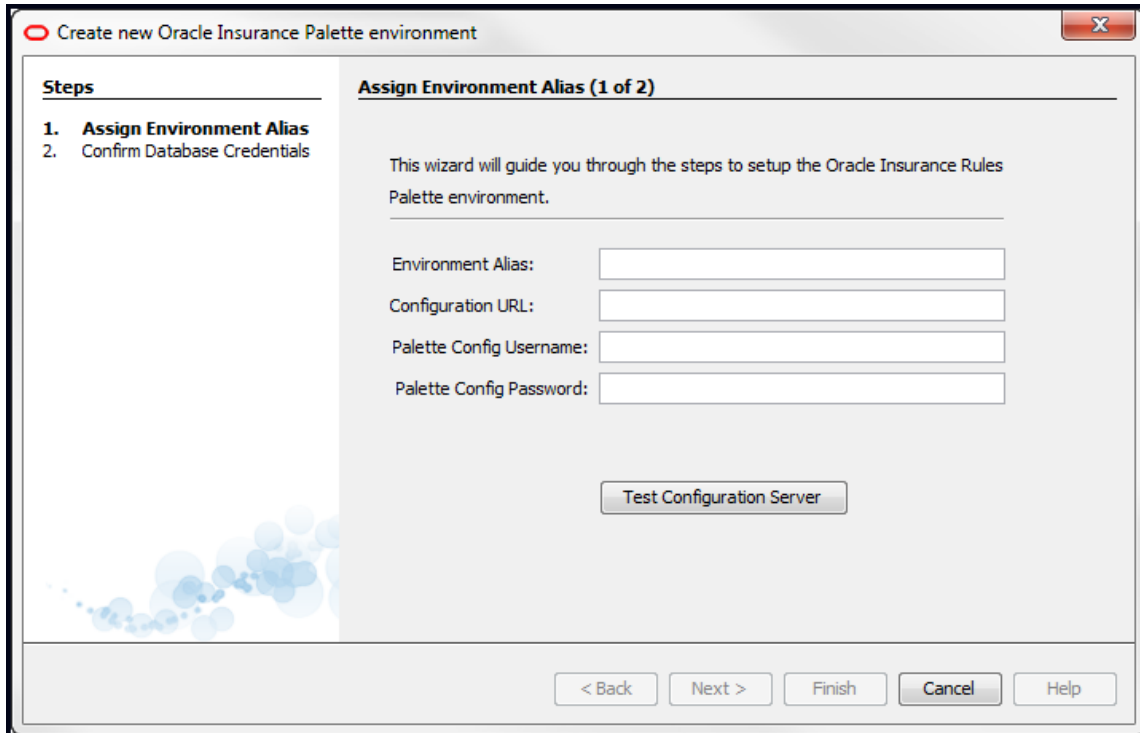 Create new Oracle Insurance Palette environment
Steps
1. Assign Environment Alias
2. Confirm Database Credentials
Assign Environment Alias (1 of 2)
This wizard will guide you through the steps to setup the Oracle Insurance Rules
Palette environment.
Environment Alias:
Configuration URL:
Palette Config Username:
Palette Config Password:
Test Configuration Server
< Back Next > Finish Cancel Help